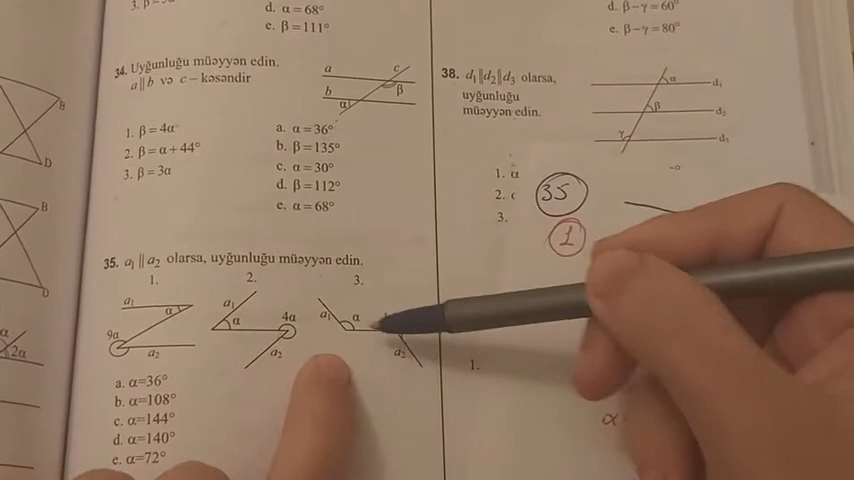 3. β=
d. α=68°
e. β=111°
34. Uyğunluğu müəyyən edin.
a∥b və c – kəsəndir
a
c
b
α
β
1. β=4α
2. β=α+44°
3. β=3α
a. α=36°
b. β=135°
c. α=30°
d. β=112°
e. α=68°
35. a₁∥a₂ olarsa, uyğunluğu müəyyən edin.
1.
2.
3.
a₁
α
9α
a₂
a₁
α
4α
a₂
a₁
α
a₂
a. α=36°
b. α=108°
c. α=144°
d. α=140°
e. α=72°
B
D
B
D
α
2α
d. β−γ=60°
e. β−γ=80°
38. d₁∥d₂∥d₃ olarsa,
uyğunluğu
müəyyən edin.
α
d₁
β
d₂
γ
d₃
1. α
2.
3.
35
1
1.
α